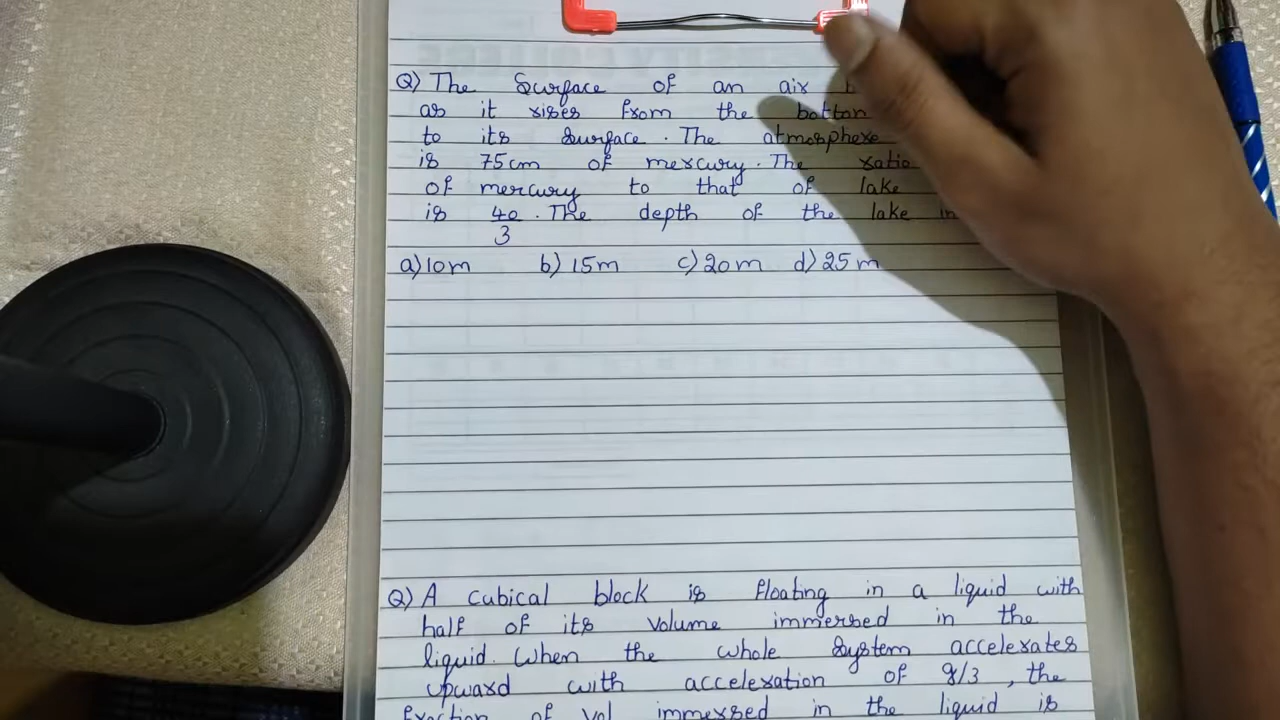 Q) The Surface of an air
as it rises from the bottom
to its surface. The atmosphere
is 75cm of mercury. The ratio
of mercury to that of lake
is 40/3. The depth of the lake in
a) 10m b) 15m c) 20m d) 25m
Q) A cubical block is floating in a liquid with
half of its volume immersed in the
liquid. When the whole system accelerates
upward with acceleration of g/3, the
fraction of vol immersed in the liquid is